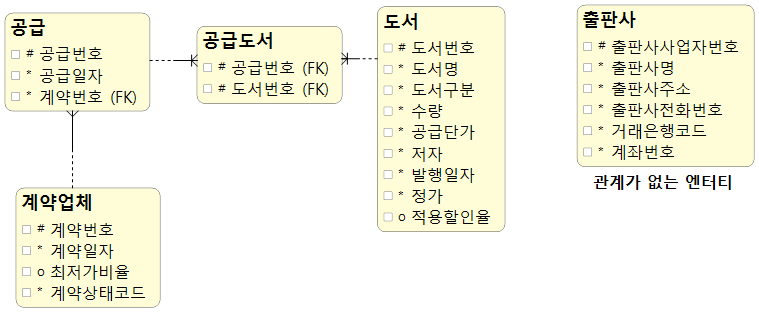 공급
# 공급번호
* 공급일자
* 계약번호 (FK)
공급도서
# 공급번호 (FK)
# 도서번호 (FK)
도서
# 도서번호
* 도서명
* 도서구분
* 수량
* 공급단가
* 저자
* 발행일자
* 정가
o 적용할인율
출판사
# 출판사사업자번호
* 출판사명
* 출판사주소
* 출판사전화번호
* 거래은행코드
* 계좌번호
관계가 없는 엔터티
계약업체
# 계약번호
* 계약일자
o 최저가비율
* 계약상태코드